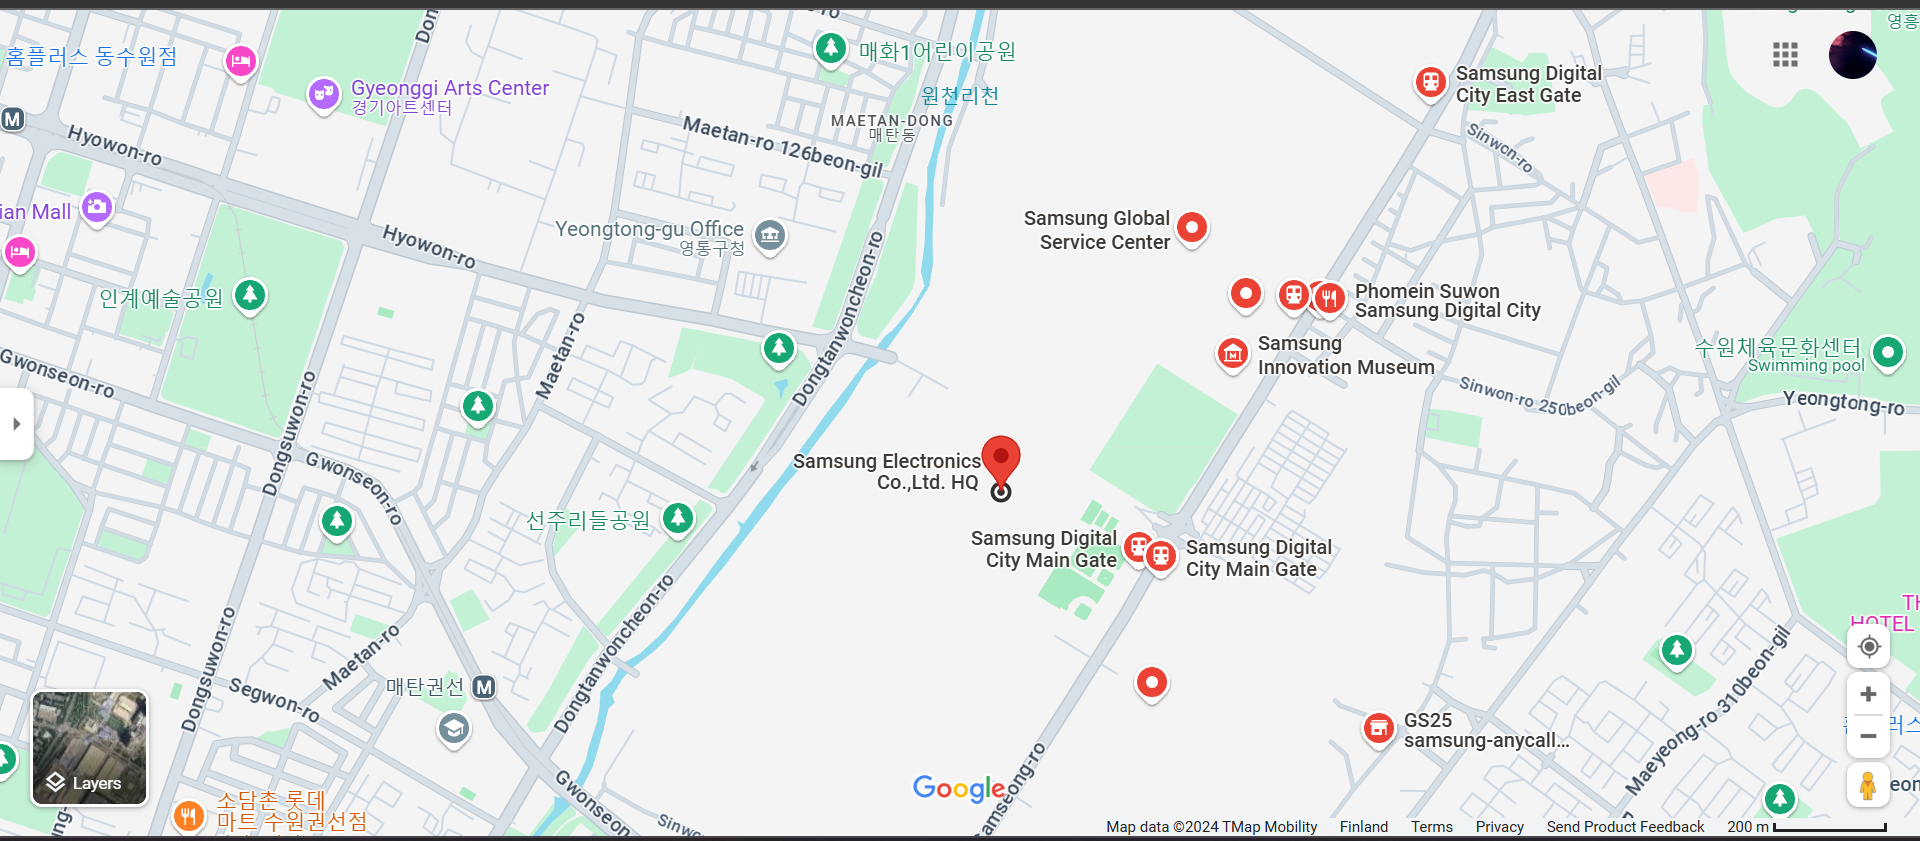 홈플러스 동수원점
Gyeonggi Arts Center
경기아트센터
매화1어린이공원
원천리천
MAETAN-DONG
매탄동
Samsung Digital
City East Gate
영흥
M
Hyowon-ro
Maetan-ro 126beon-gil
Sinwon-ro
ian Mall
Hyowon-ro
Yeongtong-gu Office
영통구청
Samsung Global
Service Center
인계예술공원
Dongtanwoncheon-ro
Phomein Suwon
Samsung Digital City
Samsung
Innovation Museum
수원체육문화센터
Swimming pool
Gwonseon-ro
Maetan-ro
Sinwon-ro 250beon-gil
Yeongtong-ro
Dongsuwon-ro
Gwonseon-ro
Samsung Electronics
Co.,Ltd. HQ
선주리들공원
Samsung Digital
City Main Gate
Samsung Digital
City Main Gate
Dongtanwoncheon-ro
HOTEL
Dongsuwon-ro
Maetan-ro
Segwon-ro
매탄권선
M
Maeyeong-ro 310beon-gil
GS25
samsung-anycall...
Layers
소담촌 롯데
마트 수원권선점
Gwonseon
Sinwo
Google
Samseong-ro
Map data ©2024 TMap Mobility
Finland
Terms
Privacy
Send Product Feedback
200 m